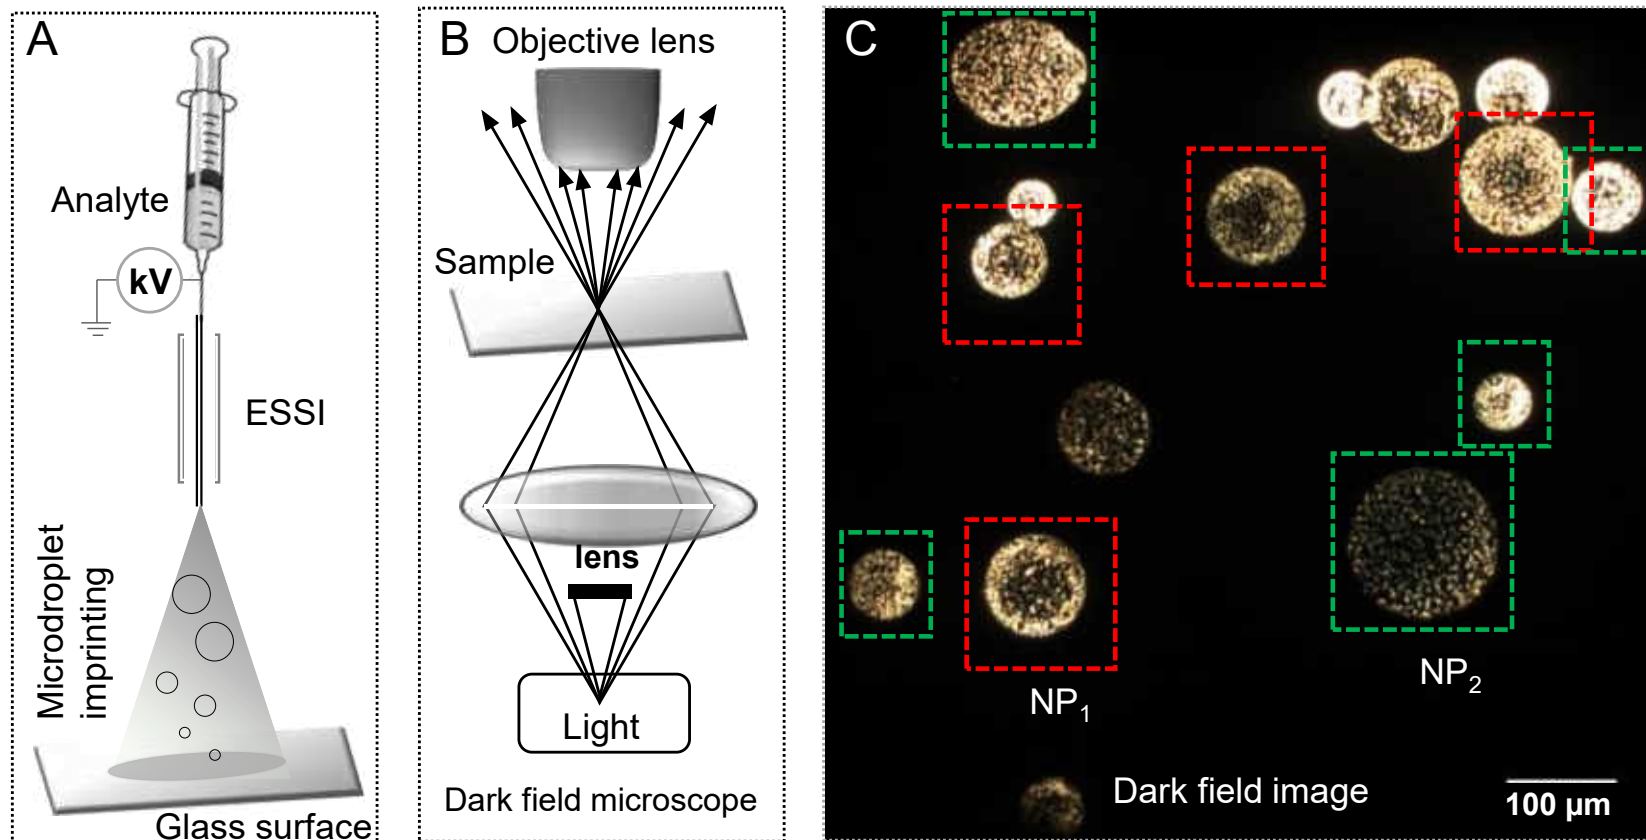 A
Analyte
kV
ESSI
Microdroplet
imprinting
Glass surface
B
Objective lens
Sample
lens
Light
Dark field microscope
C
NP₁
NP₂
Dark field image
100 µm